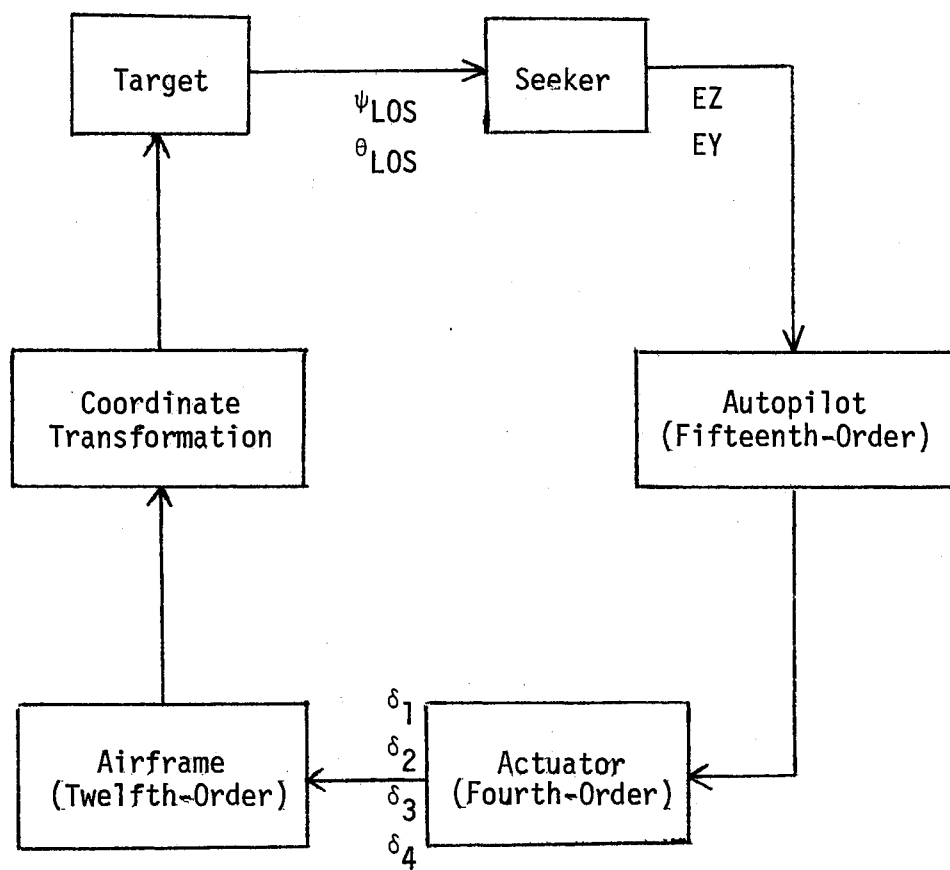 Target
ψLOS
θLOS
Seeker
EZ
EY
Coordinate
Transformation
Autopilot
(Fifteenth-Order)
Airframe
(Twelfth-Order)
δ1
δ2
δ3
δ4
Actuator
(Fourth-Order)